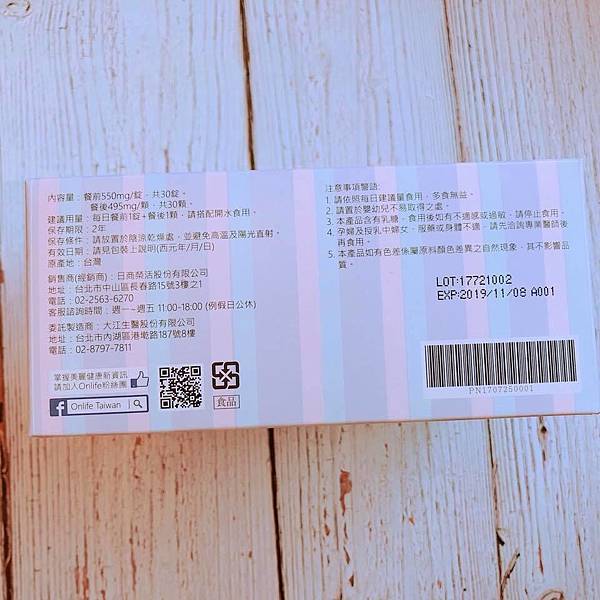 內容量：餐前550mg/錠，共30錠。
餐後495mg/顆，共30顆。
建議用量：每日餐前1錠+餐後1顆，請搭配開水食用。
保存期限：2年
保存條件：請放置於陰涼乾燥處，並避免高溫及陽光直射。
有效日期：請見包裝上說明(西元年/月/日)
原產地：台灣
銷售商(經銷商)：日商榮活股份有限公司
地址：台北市中山區長春路15號3樓之1
電話：02-2563-6270
客服諮詢時間：週一~週五 11:00-18:00 (例假日公休)
委託製造商：大江生醫股份有限公司
地址：台北市內湖區港墘路187號8樓
電話：02-8797-7811
掌握美麗健康新資訊
請加入Onlife粉絲團
f Onlife Taiwan
食品
注意事項警語：
1. 請依照每日建議量食用，多食無益。
2. 請置於嬰幼兒不易取得之處。
3. 本產品含有乳糖，食用後如有不適感或過敏，請停止食用。
4. 孕婦及授乳中婦女，服藥或身體不適，請先洽詢專業醫師後
再食用。
5. 本產品如有色差係屬原料顏色差異之自然現象，其不影響品
質。
LOT:17721002
EXP:2019/11/08 A001
PN1707250001